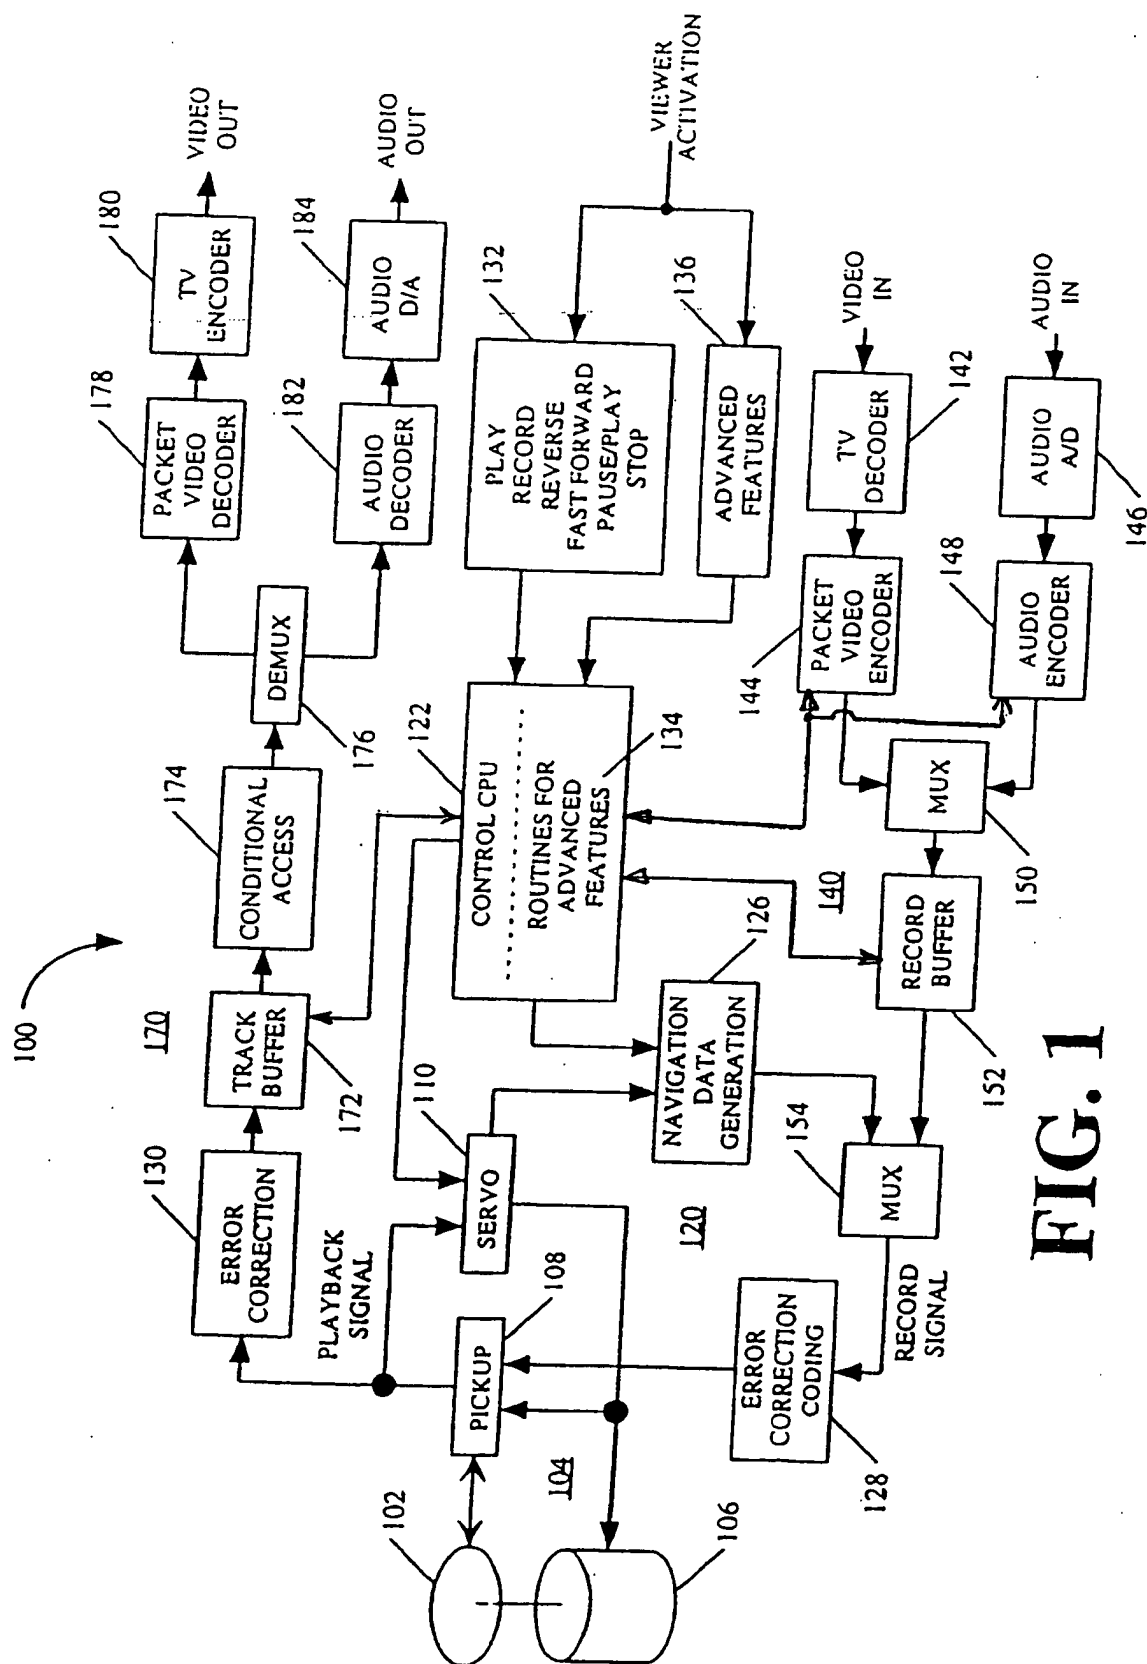 100
130
ERROR
CORRECTION
170
TRACK
BUFFER
172
174
CONDITIONAL
ACCESS
DEMUX
176
178
PACKET
VIDEO
DECODER
180
TV
ENCODER
VIDEO
OUT
182
AUDIO
DECODER
184
AUDIO
D/A
AUDIO
OUT
PLAYBACK
SIGNAL
102
104
106
PICKUP
108
SERVO
110
122
CONTROL CPU
ROUTINES FOR
ADVANCED
FEATURES
134
132
PLAY
RECORD
REVERSE
FAST FORWARD
PAUSE/PLAY
STOP
136
ADVANCED
FEATURES
VIEWER
ACTIVATION
120
126
NAVIGATION
DATA
GENERATION
140
144
PACKET
VIDEO
ENCODER
TV
DECODER
142
VIDEO
IN
128
ERROR
CORRECTION
CODING
RECORD
SIGNAL
154
MUX
RECORD
BUFFER
152
MUX
150
148
AUDIO
ENCODER
AUDIO
A/D
146
AUDIO
IN
FIG. 1